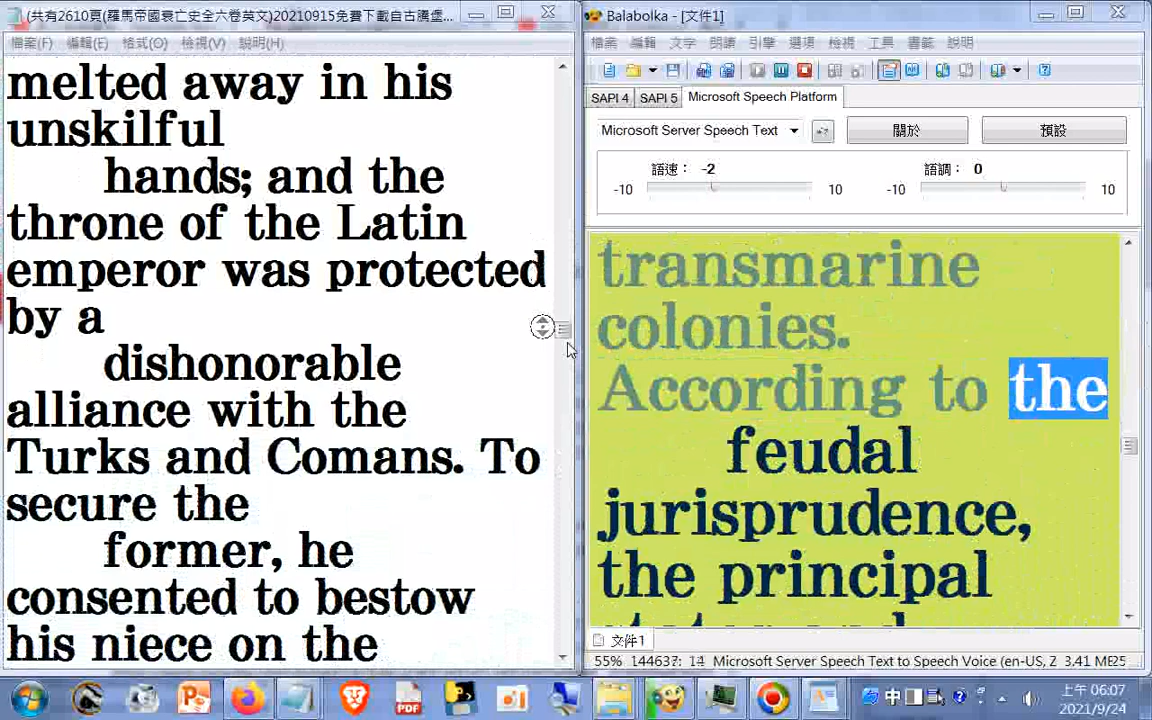 (共有2610頁(羅馬帝國衰亡史全六卷英文)20210915免費下載自古騰堡...
檔案(F) 編輯(E) 格式(O) 檢視(V) 說明(H)
melted away in his
unskilful
hands; and the
throne of the Latin
emperor was protected
by a
dishonorable
alliance with the
Turks and Comans. To
secure the
former, he
consented to bestow
his niece on the
Balabolka - [文件1]
檔案 編輯 文字 朗讀 引擎 選項 檢視 工具 書籤 說明
SAPI 4 SAPI 5 Microsoft Speech Platform
Microsoft Server Speech Text 關於 預設
語速: -2 語調: 0
-10 10 -10 10
transmarine
colonies.
According to the
feudal
jurisprudence,
the principal
文件1
55% 144637: 14 Microsoft Server Speech Text to Speech Voice (en-US, Z 3,41 ME25
PDF 中 上午 06:07
2021/9/24